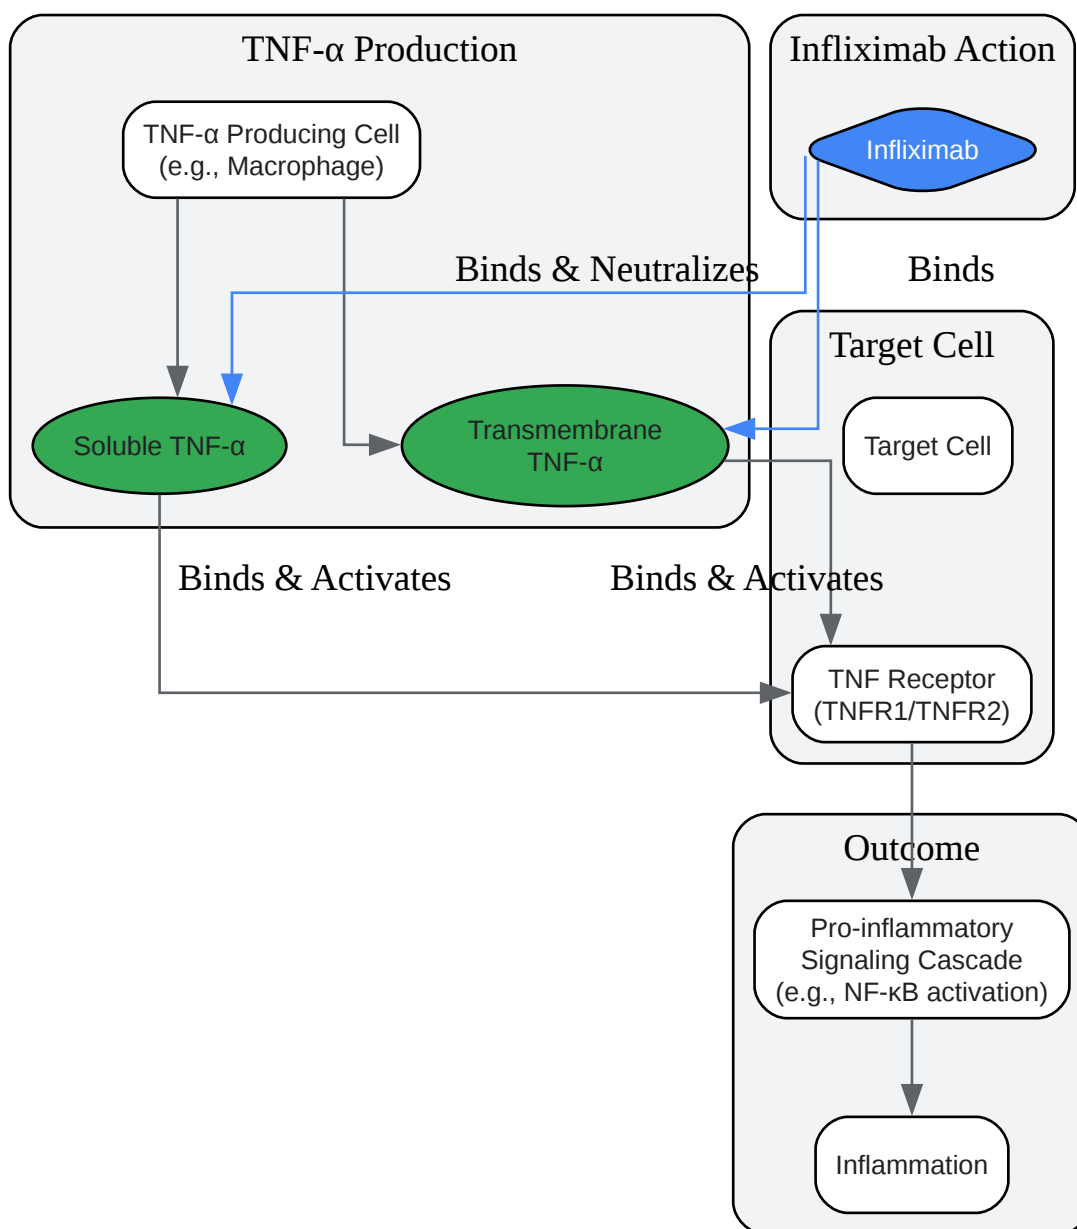 TNF-α Production
Infliximab Action
TNF-α Producing Cell
(e.g., Macrophage)
Infliximab
Binds & Neutralizes
Binds
Target Cell
Soluble TNF-α
Transmembrane
TNF-α
Target Cell
Binds & Activates
Binds & Activates
TNF Receptor
(TNFR1/TNFR2)
Outcome
Pro-inflammatory
Signaling Cascade
(e.g., NF-κB activation)
Inflammation